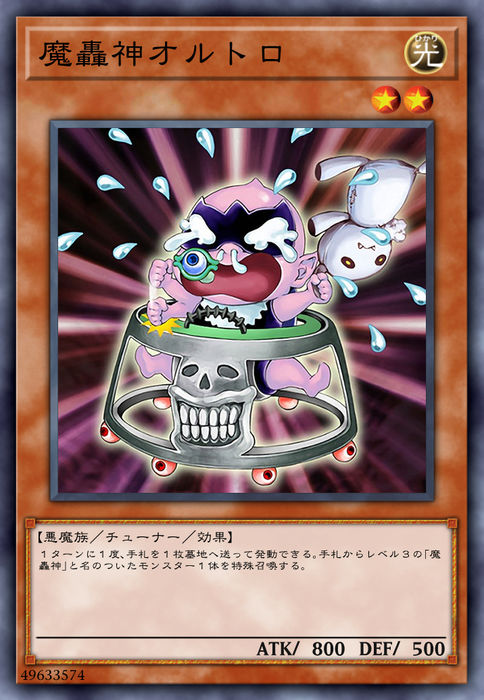 魔轟神オルトロ
ひかり
光
【悪魔族／チューナー／効果】
１ターンに１度、手札を１枚墓地へ送って発動できる。手札からレベル３の「魔
轟神」と名のついたモンスター１体を特殊召喚する。
ATK/ 800 DEF/ 500
49633574